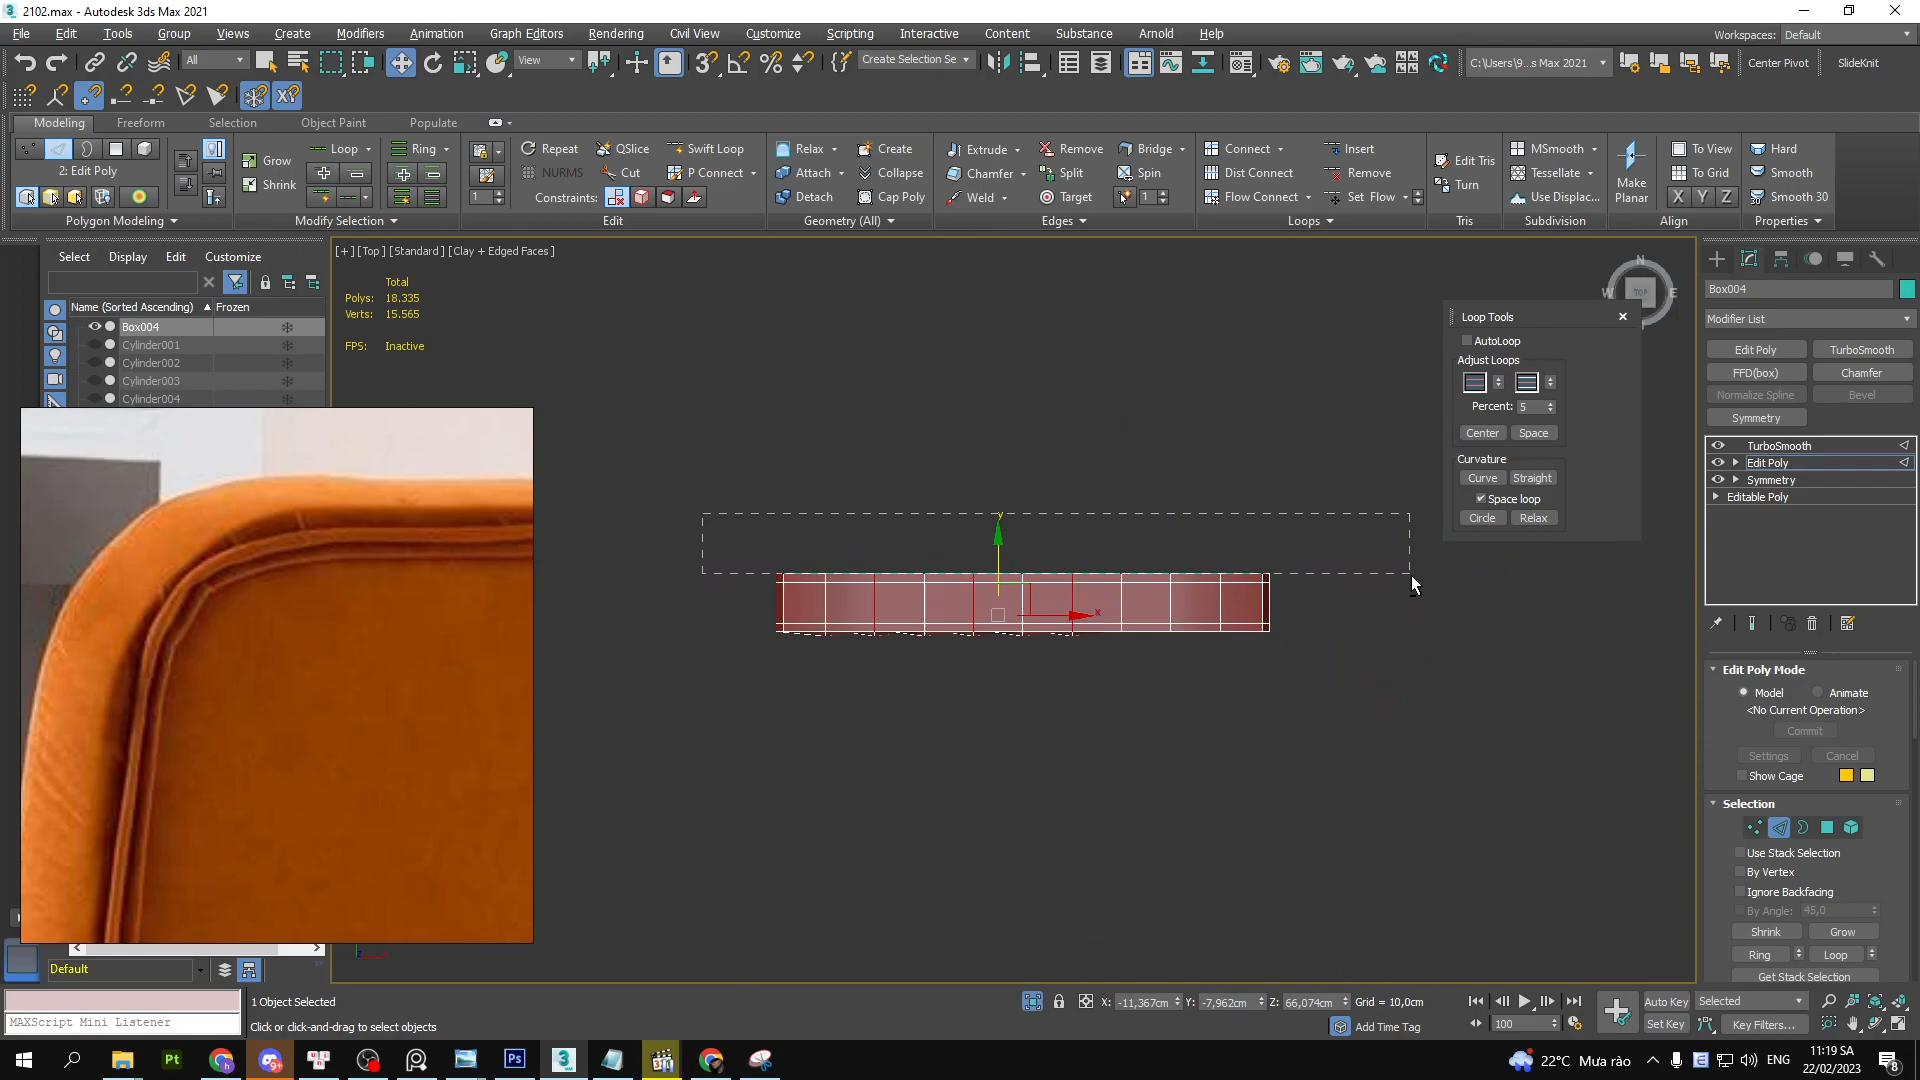 2102.max - Autodesk 3ds Max 2021
File Edit Tools Group Views Create Modifiers Animation Graph Editors Rendering Civil View Customize Scripting Interactive Content Substance Arnold Help
Workspaces: Default
All View Create Selection Se C:\Users\9...s Max 2021 Center Pivot SlideKnit
Modeling Freeform Selection Object Paint Populate
Loop Ring Repeat QSlice Swift Loop Relax Create Extrude Remove Bridge Connect Insert MSmooth To View Hard
2: Edit Poly Grow NURMS Cut P Connect Attach Collapse Chamfer Split Spin Dist Connect Remove Edit Tris Tessellate Make Planar To Grid Smooth
Shrink 1 Constraints: Detach Cap Poly Weld Target 1 Flow Connect Set Flow Turn Use Displac... X Y Z Smooth 30
Polygon Modeling Modify Selection Edit Geometry (All) Edges Loops Tris Subdivision Align Properties
Select Display Edit Customize
Name (Sorted Ascending) Frozen
Box004
Cylinder001
Cylinder002
Cylinder003
Cylinder004
Default
[+] [Top] [Standard] [Clay + Edged Faces]
Total
Polys: 18.335
Verts: 15.565
FPS: Inactive
y
x
N
W TOP E
Loop Tools
AutoLoop
Adjust Loops
Percent: 5
Center Space
Curvature
Curve Straight
Space loop
Circle Relax
Box004
Modifier List
Edit Poly TurboSmooth
FFD(box) Chamfer
Normalize Spline Bevel
Symmetry
TurboSmooth
Edit Poly
Symmetry
Editable Poly
Edit Poly Mode
Model Animate
<No Current Operation>
Commit
Settings Cancel
Show Cage
Selection
Use Stack Selection
By Vertex
Ignore Backfacing
By Angle: 45,0
Shrink Grow
Ring Loop
Get Stack Selection
1 Object Selected
X: -11,367cm Y: -7,962cm Z: 66,074cm Grid = 10,0cm
Auto Key Selected
MAXScript Mini Listener
Click or click-and-drag to select objects
Add Time Tag
100
Set Key Key Filters...
22°C Mưa rào ENG
11:19 SA
22/02/2023